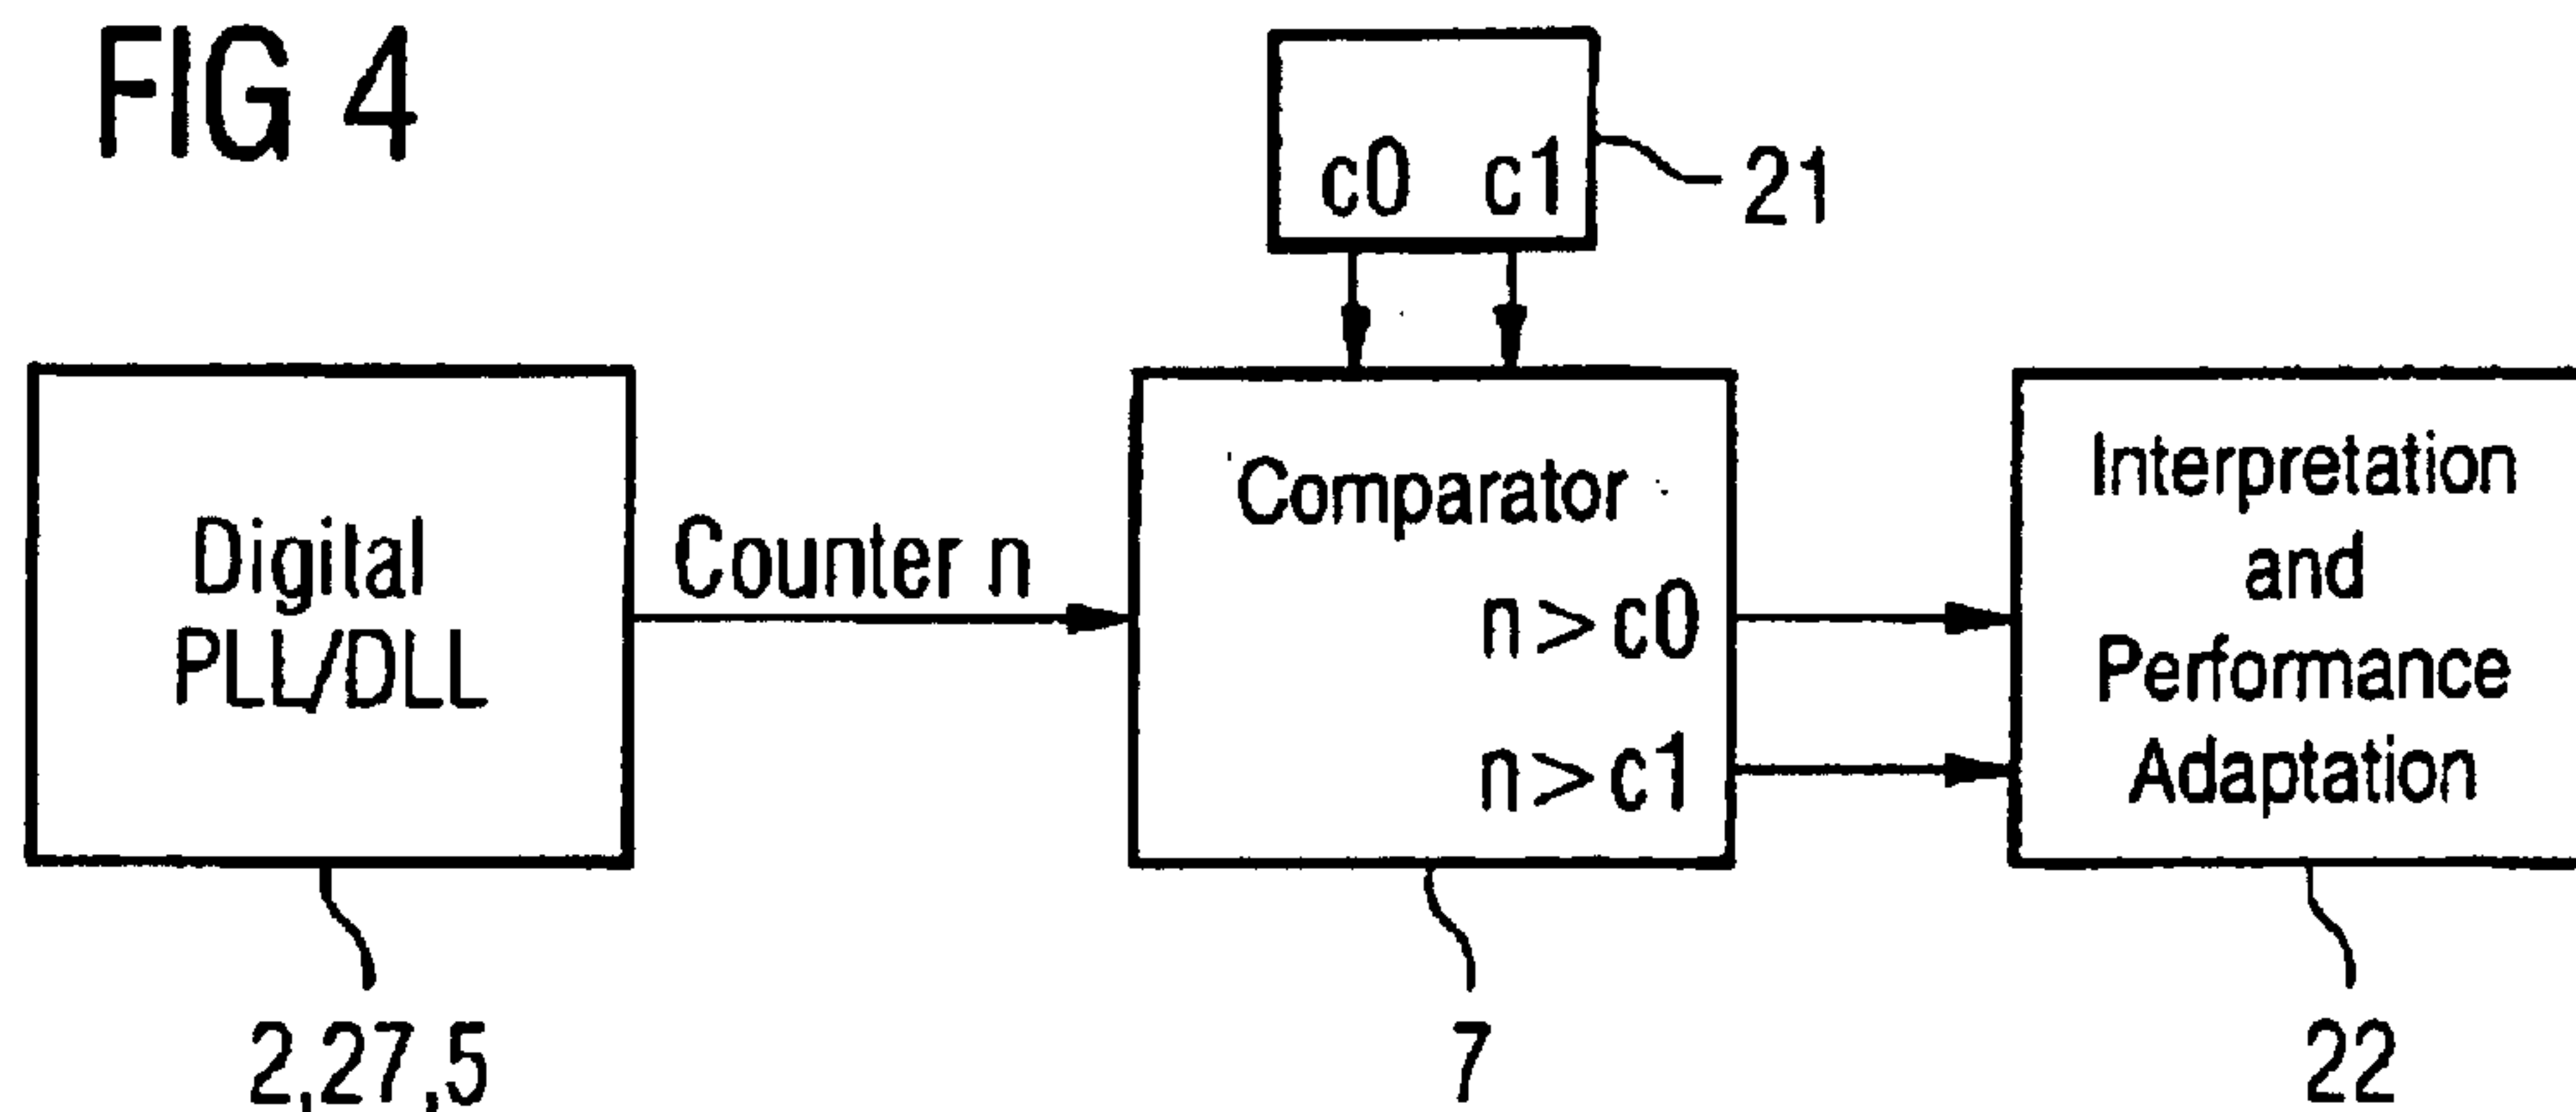 FIG 4
c0 c1
21
Digital
PLL/DLL
Counter n
Comparator
n>c0
n>c1
Interpretation
and
Performance
Adaptation
2,27,5
7
22